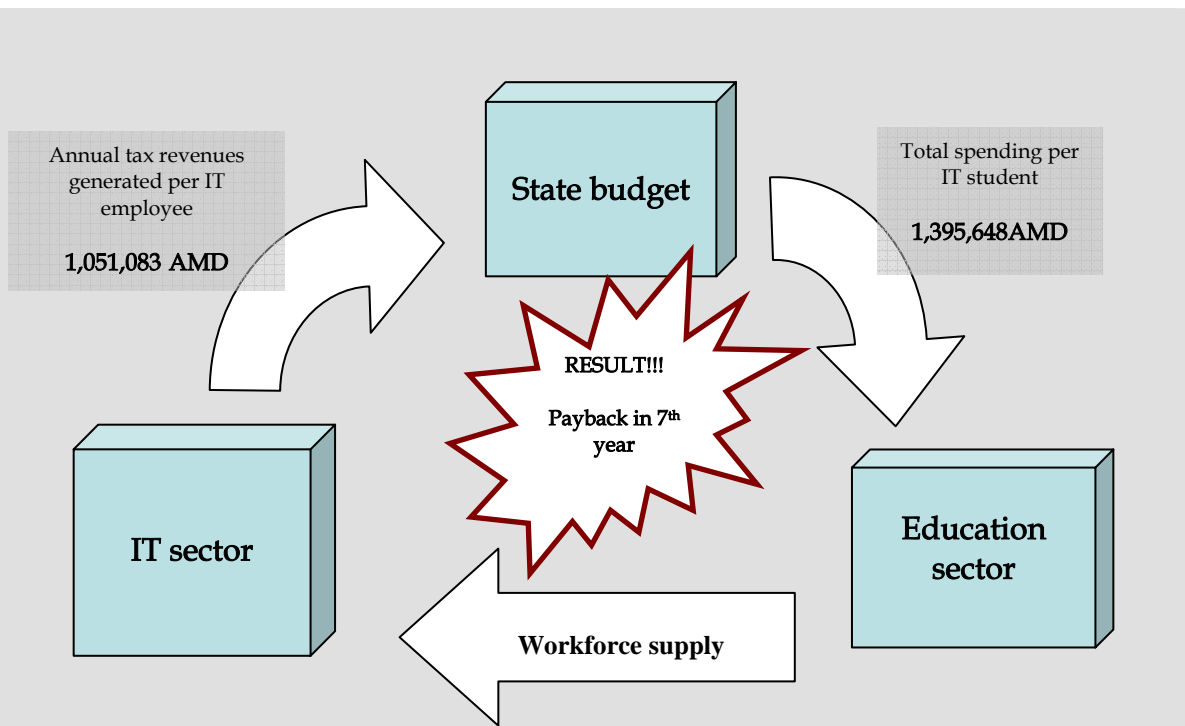 State budget
Annual tax revenues
generated per IT
employee
1,051,083 AMD
Total spending per
IT student
1,395,648AMD
RESULT!!!
Payback in 7th
year
IT sector
Education
sector
Workforce supply